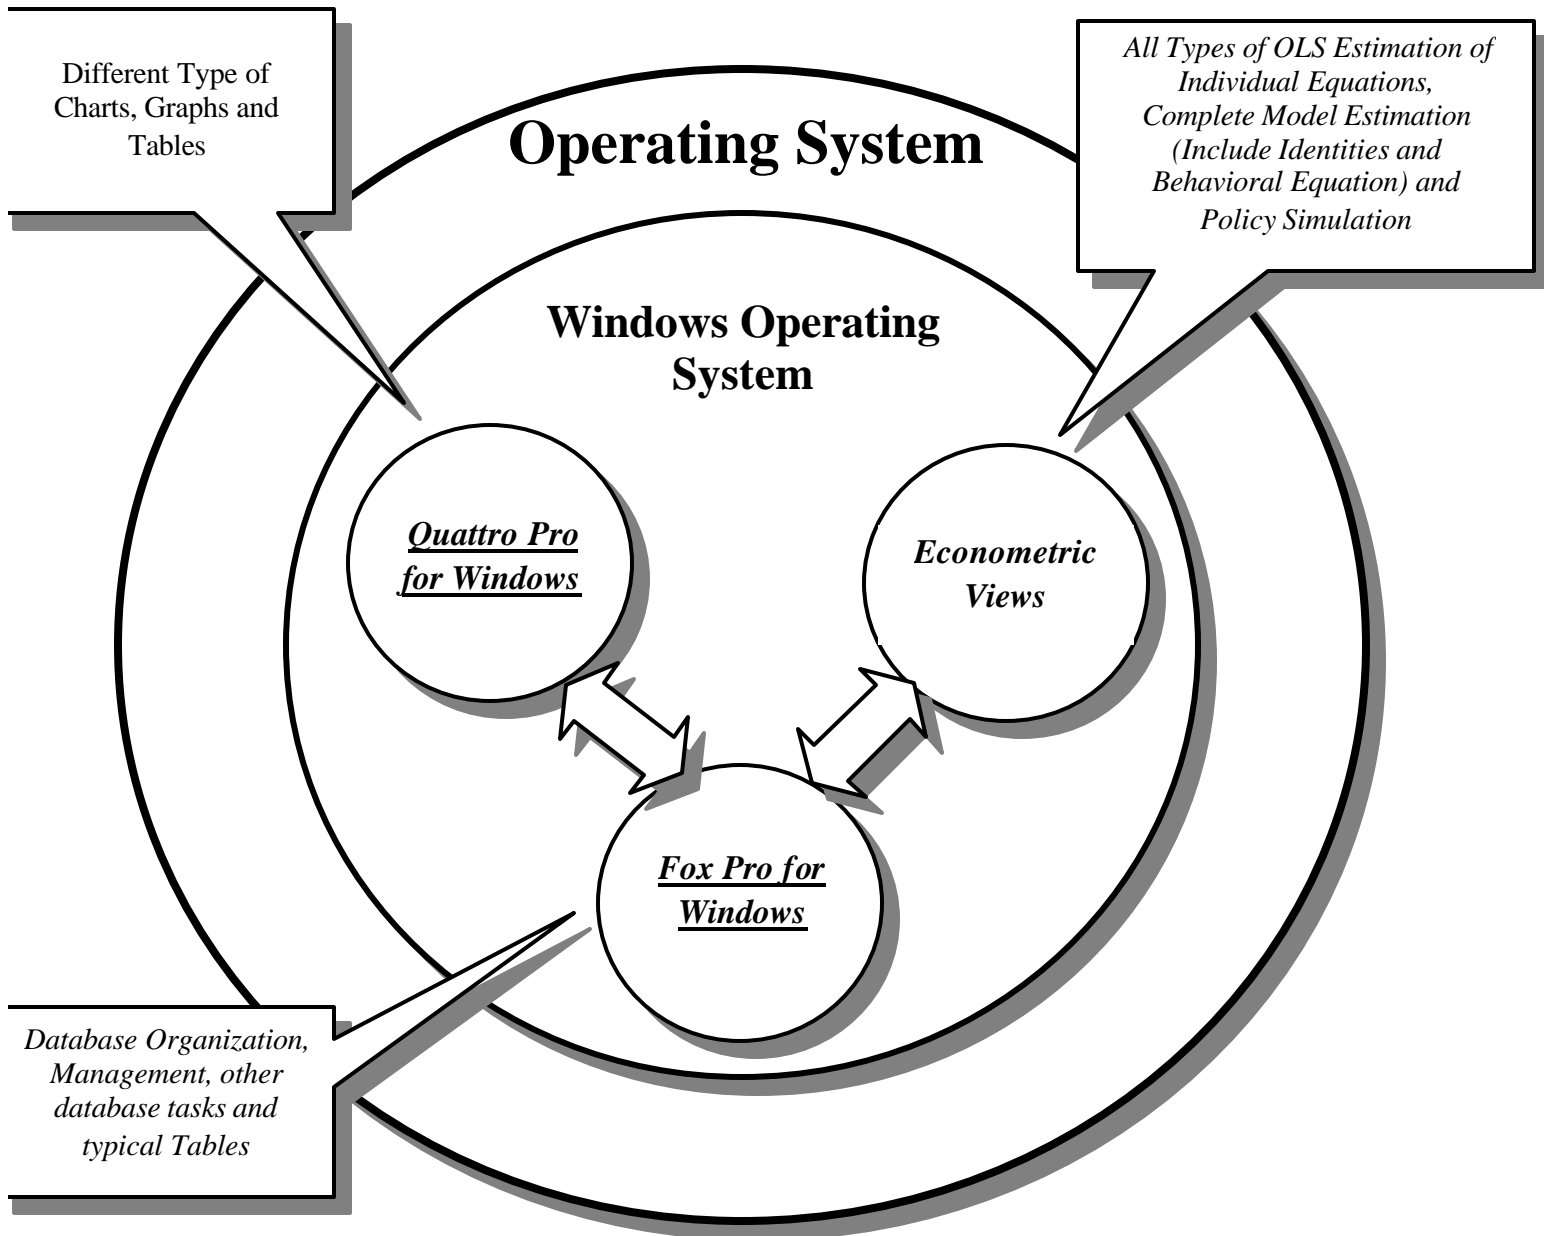 Different Type of
Charts, Graphs and
Tables
All Types of OLS Estimation of
Individual Equations,
Complete Model Estimation
(Include Identities and
Behavioral Equation) and
Policy Simulation
Operating System
Windows Operating
System
Quattro Pro
for Windows
Econometric
Views
Fox Pro for
Windows
Database Organization,
Management, other
database tasks and
typical Tables